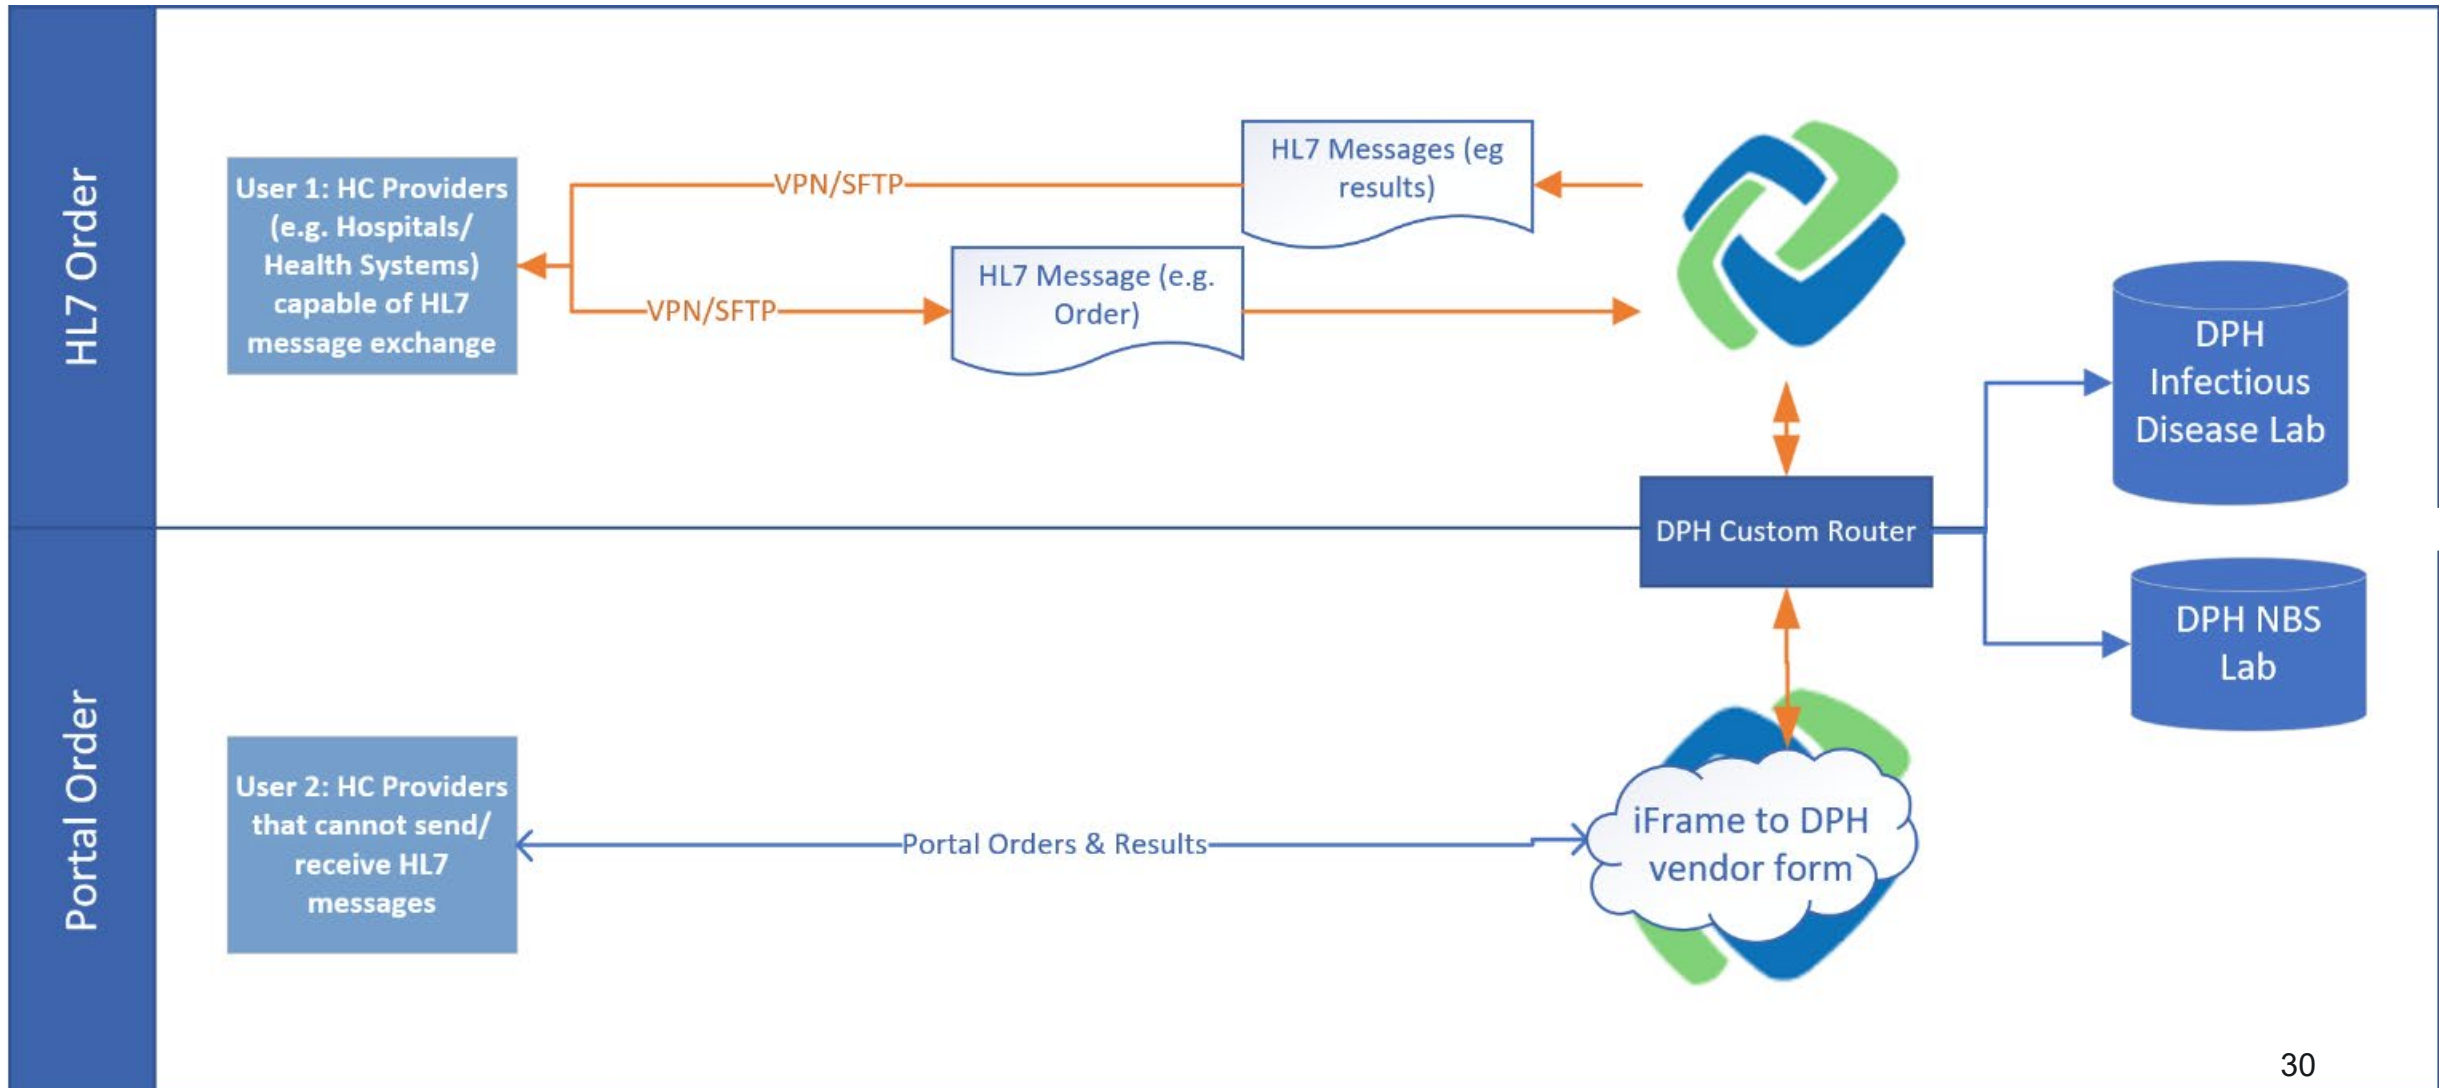 HL7 Order
User 1: HC Providers
(e.g. Hospitals/
Health Systems)
capable of HL7
message exchange
VPN/SFTP
HL7 Messages (eg
results)
VPN/SFTP
HL7 Message (e.g.
Order)
DPH
Infectious
Disease Lab
DPH Custom Router
DPH NBS
Lab
Portal Order
User 2: HC Providers
that cannot send/
receive HL7
messages
Portal Orders & Results
iFrame to DPH
vendor form
30